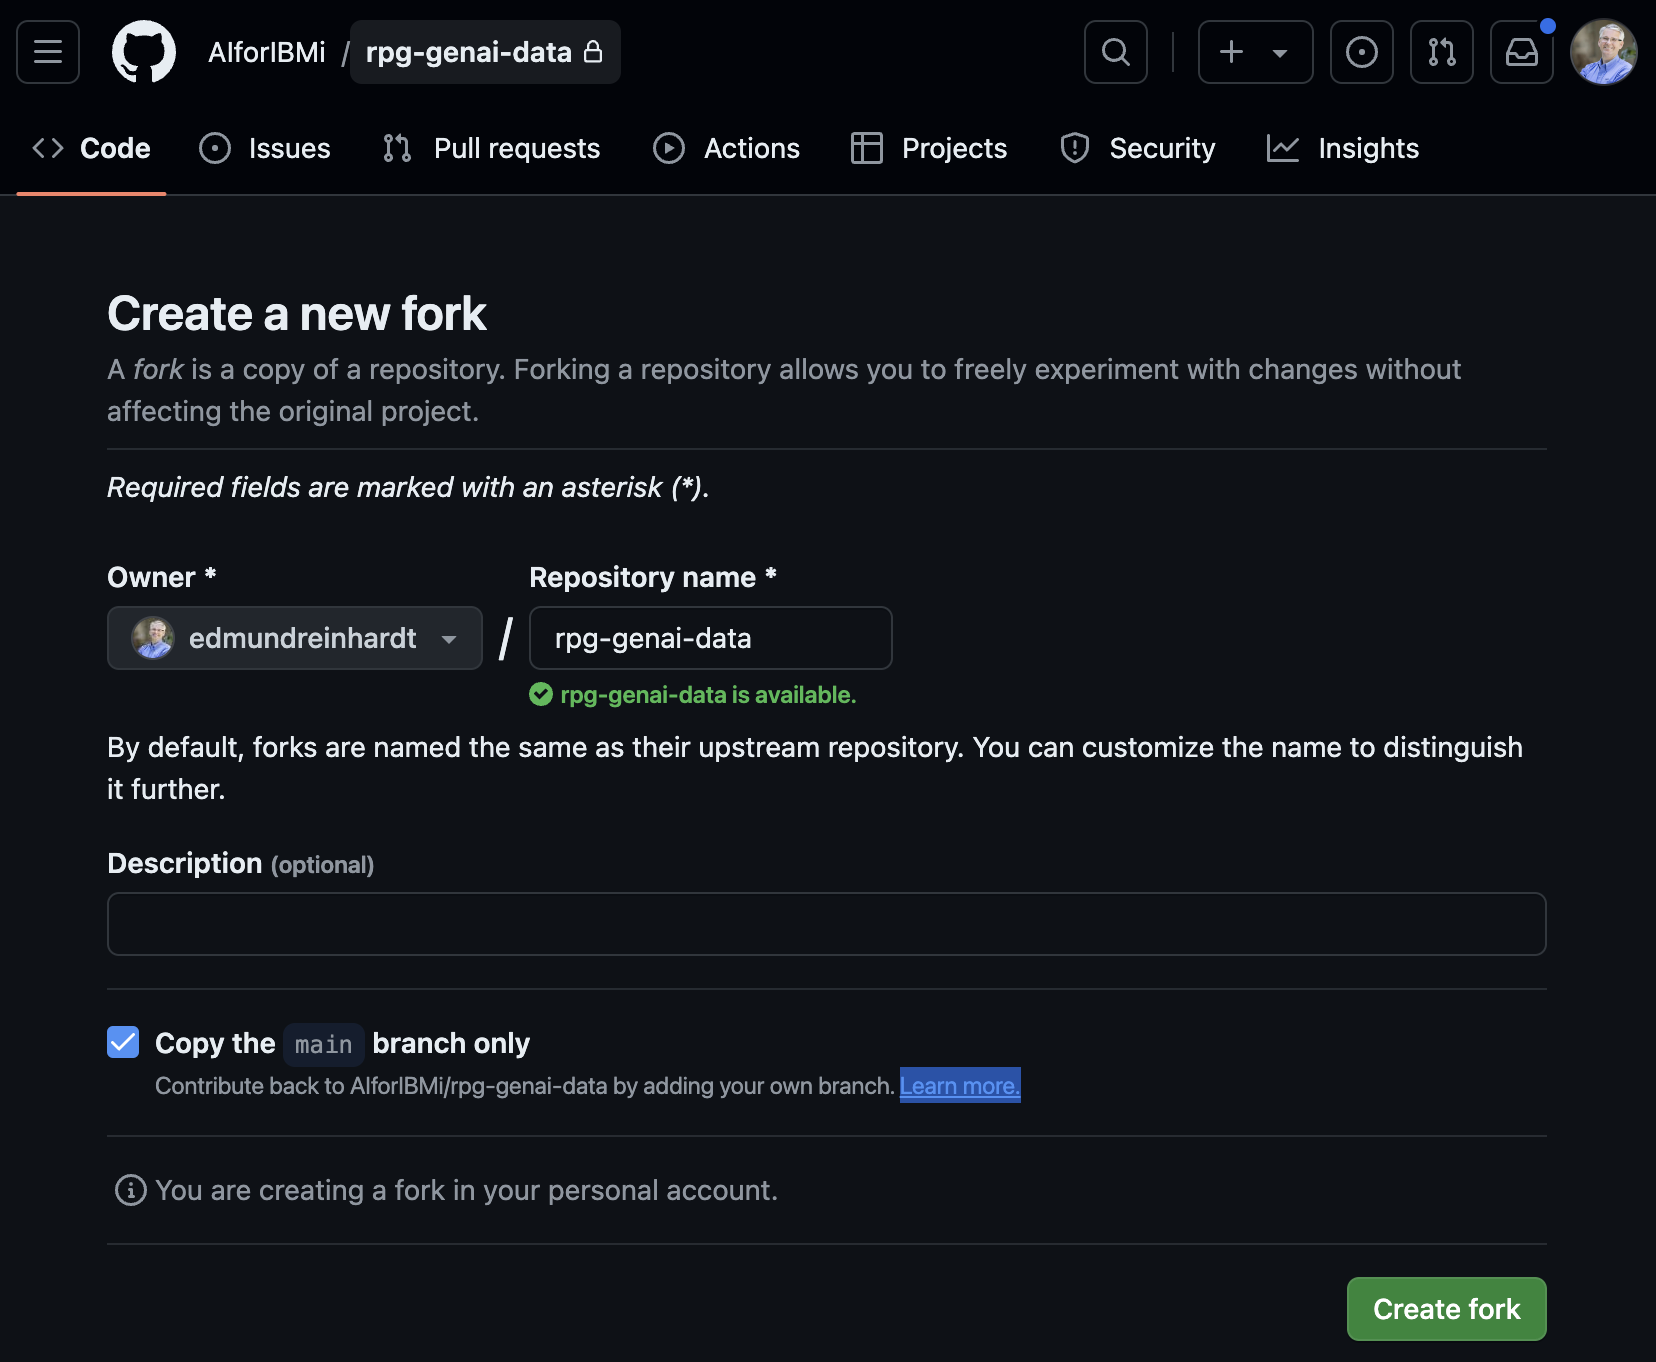 AIforIBMi / rpg-genai-data
Code Issues Pull requests Actions Projects Security Insights
Create a new fork
A fork is a copy of a repository. Forking a repository allows you to freely experiment with changes without
affecting the original project.
Required fields are marked with an asterisk (*).
Owner * Repository name *
edmundreinhardt / rpg-genai-data
rpg-genai-data is available.
By default, forks are named the same as their upstream repository. You can customize the name to distinguish
it further.
Description (optional)
Copy the main branch only
Contribute back to AIforIBMi/rpg-genai-data by adding your own branch. Learn more.
You are creating a fork in your personal account.
Create fork